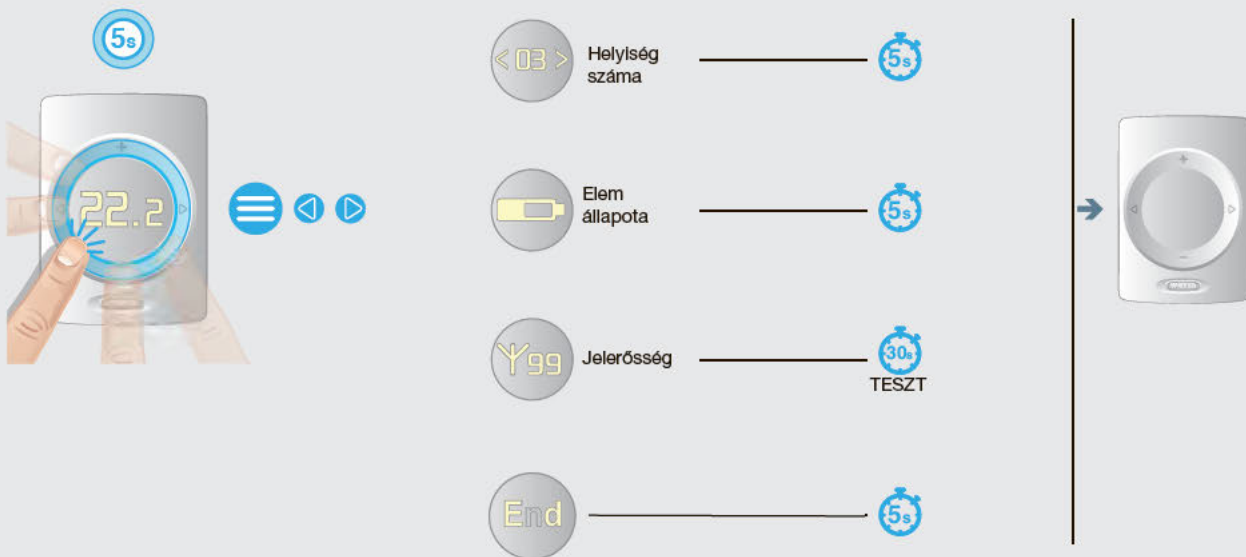 5s
22.2
< 03 >
Helyiség
száma
5s
Elem
állapota
5s
99
Jelerősség
30s
TESZT
End
5s